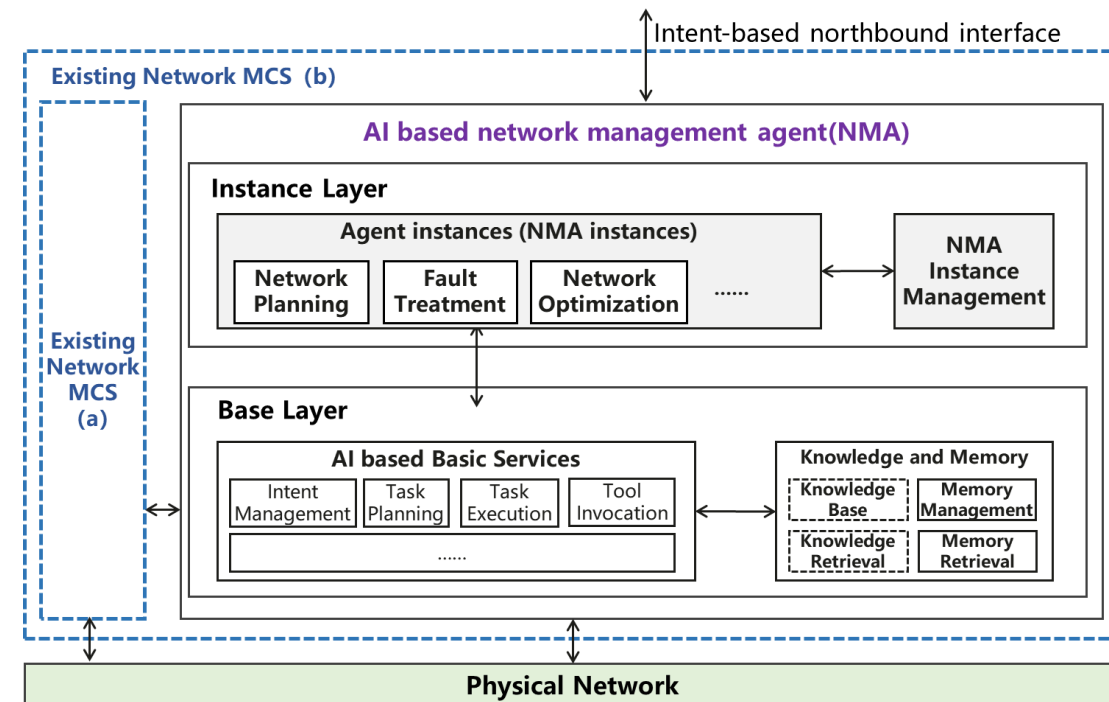 Intent-based northbound interface
Existing Network MCS (b)
AI based network management agent(NMA)
Instance Layer
Agent instances (NMA instances)
Network
Planning
Fault
Treatment
Network
Optimization
......
NMA
Instance
Management
Existing
Network
MCS
(a)
Base Layer
AI based Basic Services
Intent
Management
Task
Planning
Task
Execution
Tool
Invocation
......
Knowledge and Memory
Knowledge
Base
Memory
Management
Knowledge
Retrieval
Memory
Retrieval
Physical Network